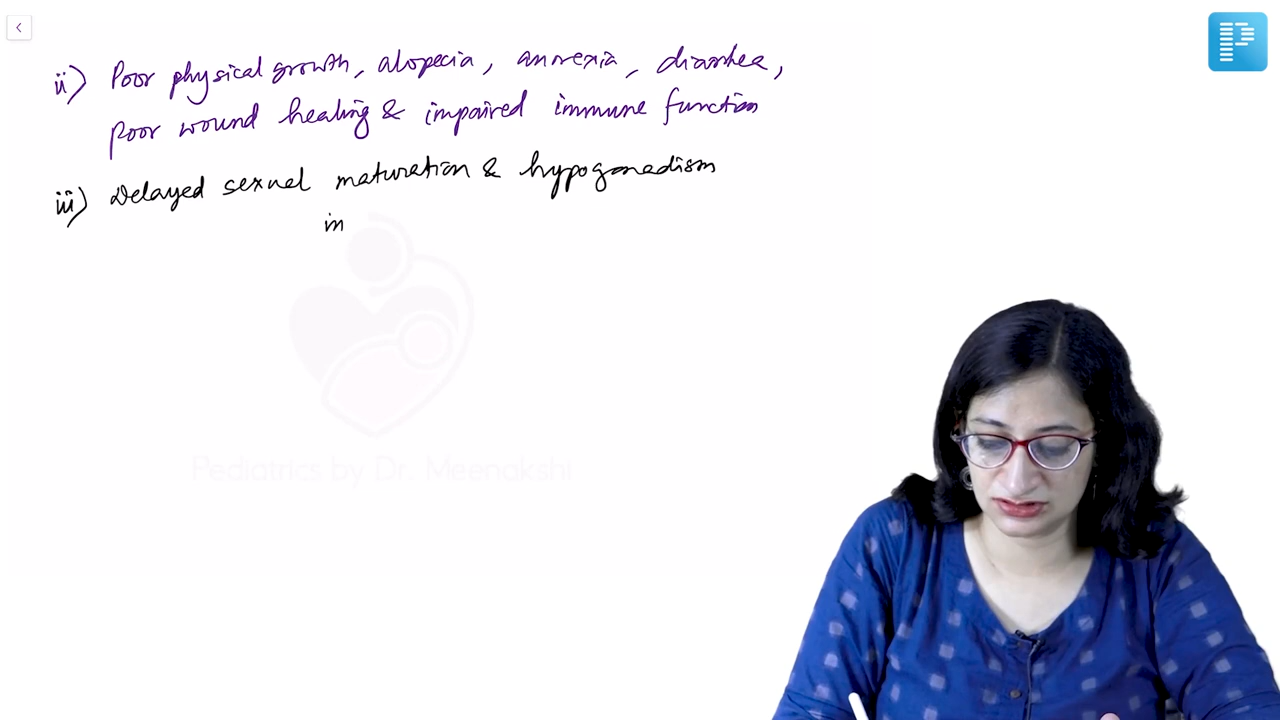 ii) Poor physical growth, alopecia, anorexia, diarrhea,
poor wound healing & impaired immune function
iii) Delayed sexual maturation & hypogonadism
in
Pediatrics by Dr. Meenakshi
P